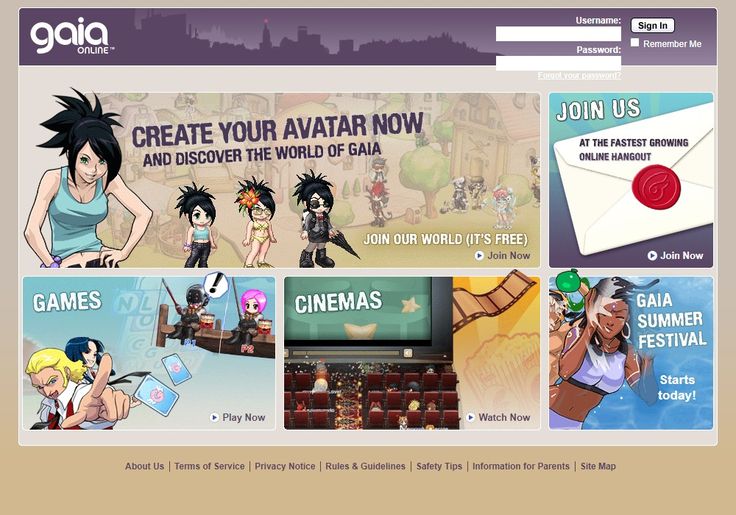 gaia
ONLINE™
Username:
Sign In
Password:
Remember Me
Forgot your password?
CREATE YOUR AVATAR NOW
AND DISCOVER THE WORLD OF GAIA
JOIN OUR WORLD (IT'S FREE)
Join Now
JOIN US
AT THE FASTEST GROWING
ONLINE HANGOUT
Join Now
GAMES
P1
P2
Play Now
CINEMAS
Watch Now
GAIA
SUMMER
FESTIVAL
Starts
today!
About Us | Terms of Service | Privacy Notice | Rules & Guidelines | Safety Tips | Information for Parents | Site Map